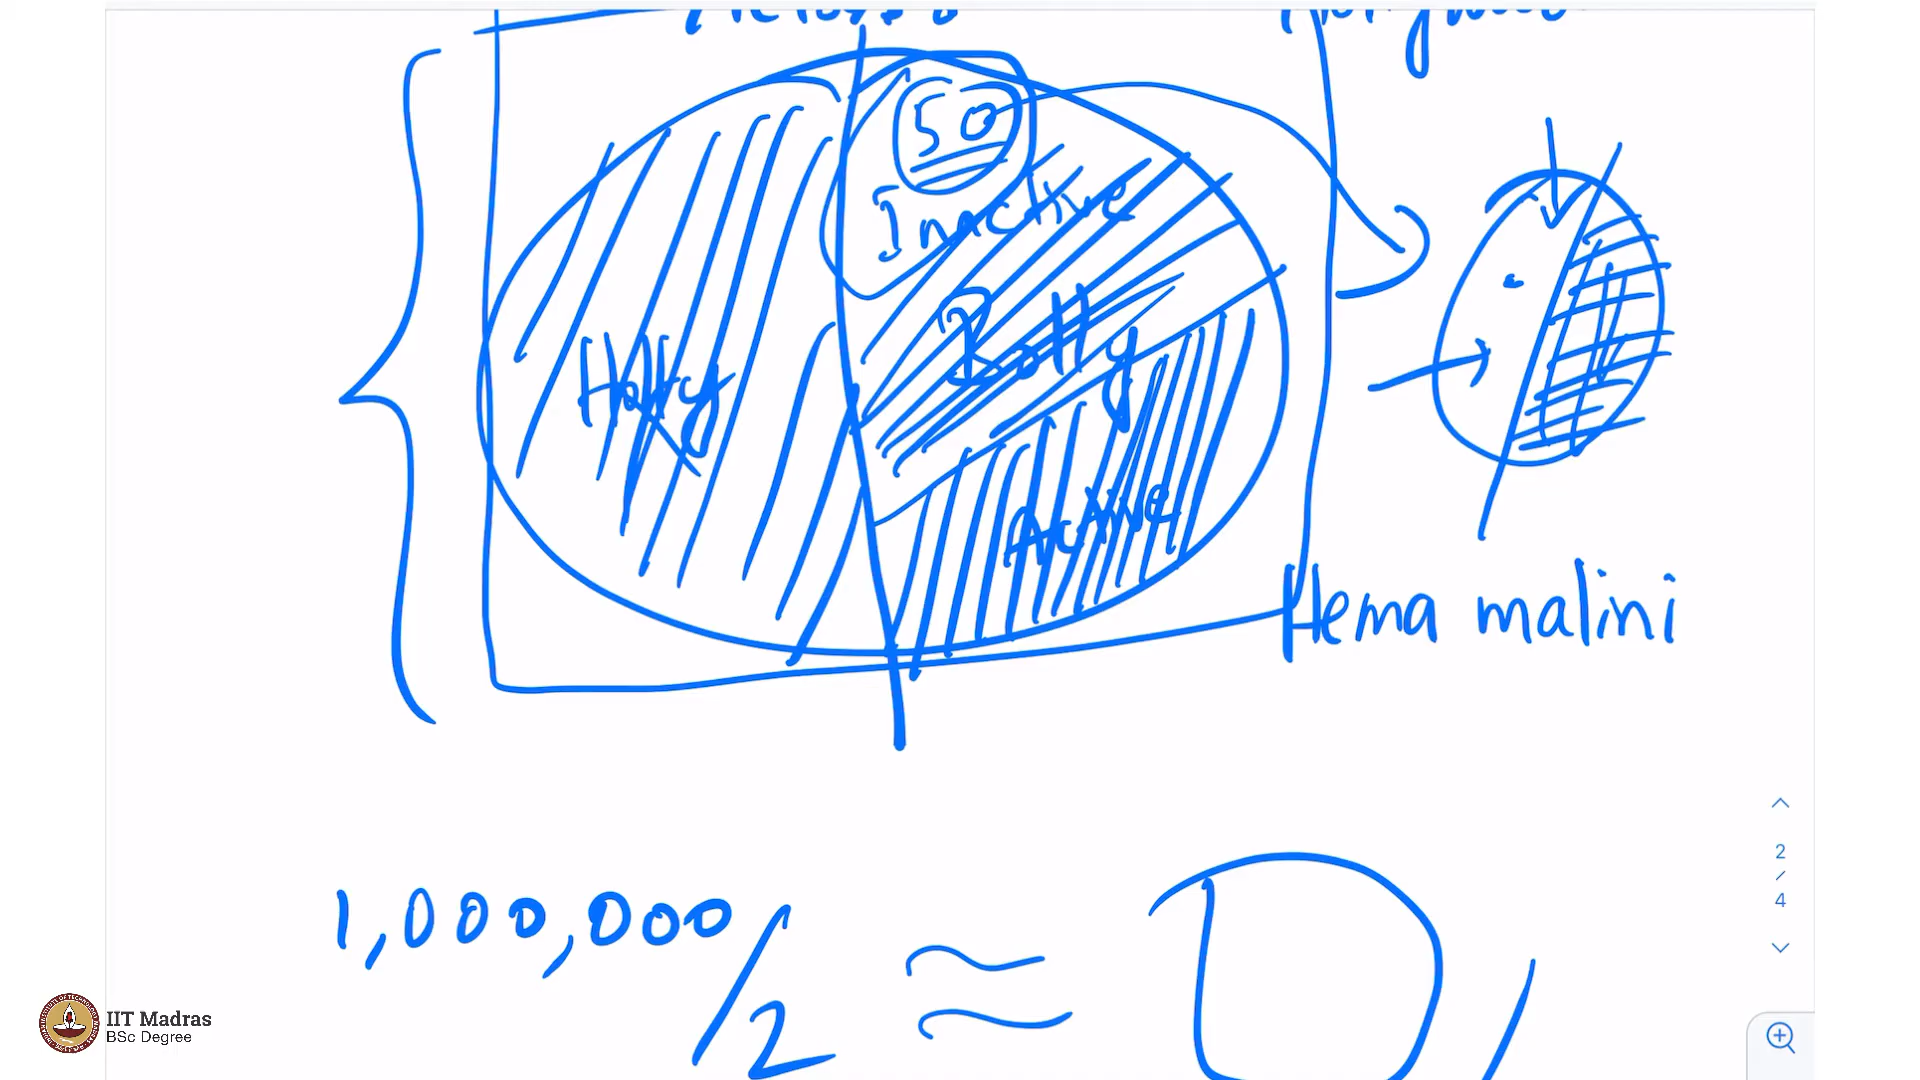 50
Inactive
Holly
Bolly
Active
Hema malini
1,000,000/2 ≈
2
/
4
IIT Madras
BSc Degree